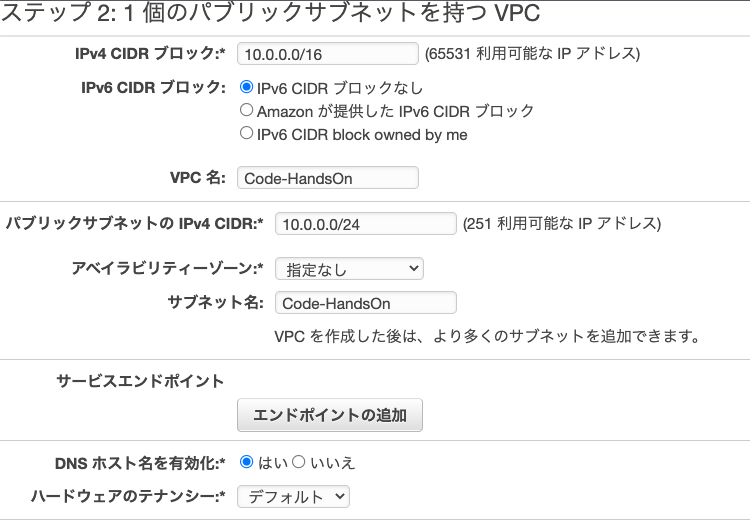 ステップ 2: 1 個のパブリックサブネットを持つ VPC
IPv4 CIDR ブロック:* 10.0.0.0/16 (65531 利用可能な IP アドレス)
IPv6 CIDR ブロック: IPv6 CIDR ブロックなし
Amazon が提供した IPv6 CIDR ブロック
IPv6 CIDR block owned by me
VPC 名: Code-HandsOn
パブリックサブネットの IPv4 CIDR:* 10.0.0.0/24 (251 利用可能な IP アドレス)
アベイラビリティーゾーン:* 指定なし
サブネット名: Code-HandsOn
VPC を作成した後は、より多くのサブネットを追加できます。
サービスエンドポイント
エンドポイントの追加
DNS ホスト名を有効化:* はい いいえ
ハードウェアのテナンシー:* デフォルト